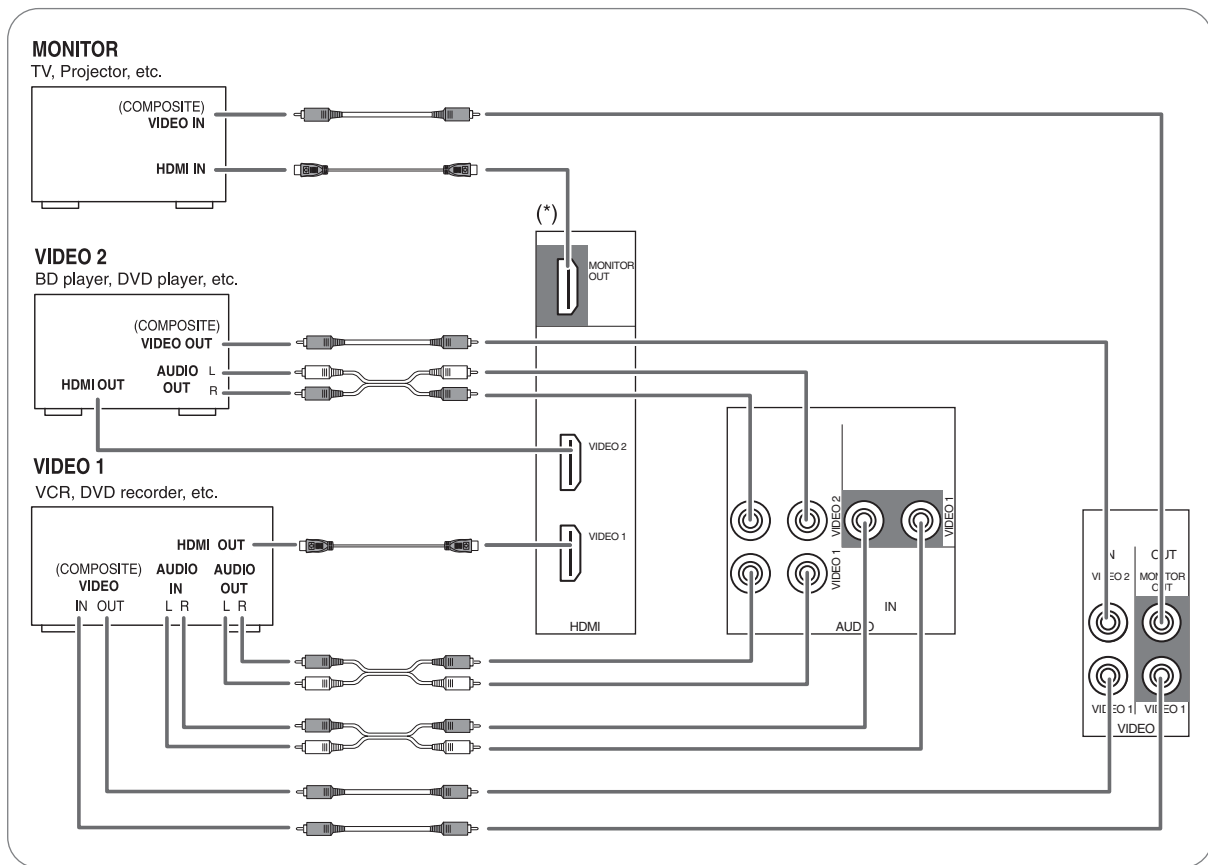 MONITOR
TV, Projector, etc.
(COMPOSITE)
VIDEO IN
HDMI IN
(*)
MONITOR
OUT
VIDEO 2
BD player, DVD player, etc.
(COMPOSITE)
VIDEO OUT
AUDIO L
OUT R
HDMI OUT
VIDEO 2
VIDEO 1
VCR, DVD recorder, etc.
HDMI OUT
(COMPOSITE) AUDIO AUDIO
VIDEO IN OUT
IN OUT L R L R
VIDEO 1
HDMI
VIDEO 2
VIDEO 1
VIDEO 1
IN
AUDIO
IN OUT
VIDEO 2 MONITOR
OUT
VIDEO 1 VIDEO 1
VIDEO